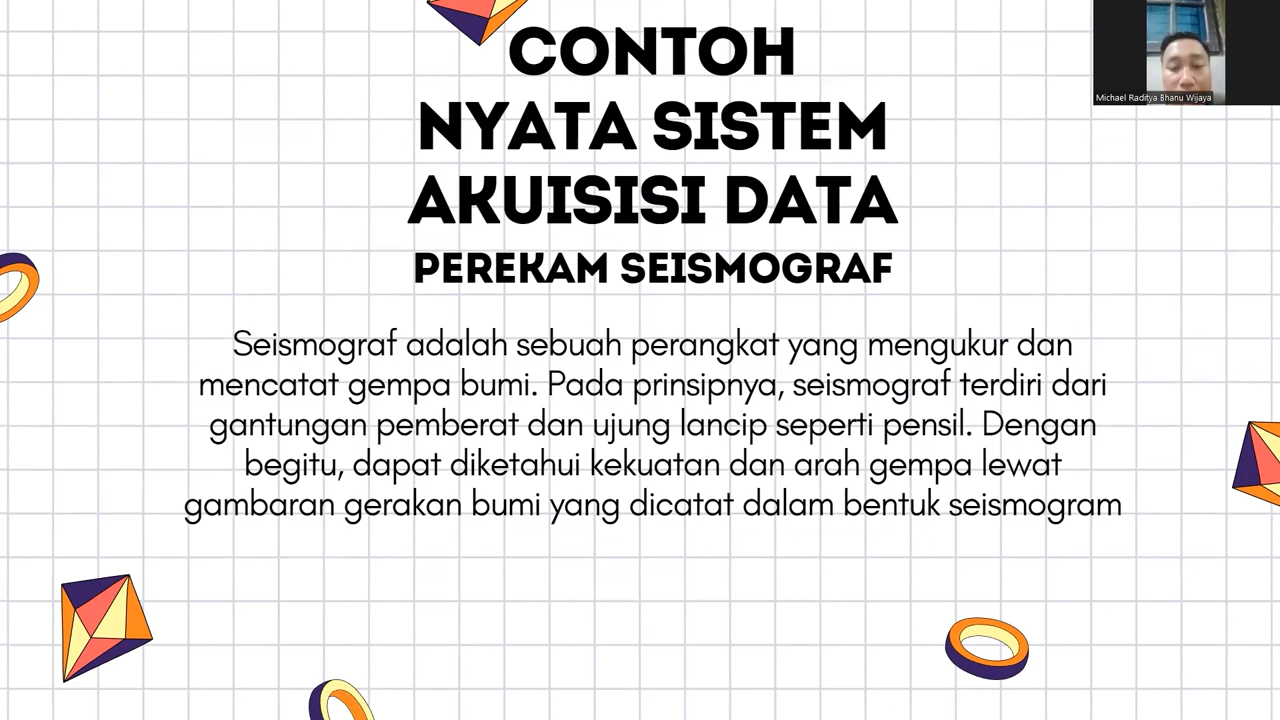 CONTOH
NYATA SISTEM
AKUISISI DATA
PEREKAM SEISMOGRAF
Seismograf adalah sebuah perangkat yang mengukur dan
mencatat gempa bumi. Pada prinsipnya, seismograf terdiri dari
gantungan pemberat dan ujung lancip seperti pensil. Dengan
begitu, dapat diketahui kekuatan dan arah gempa lewat
gambaran gerakan bumi yang dicatat dalam bentuk seismogram
Michael Raditya Bhanu Wijaya